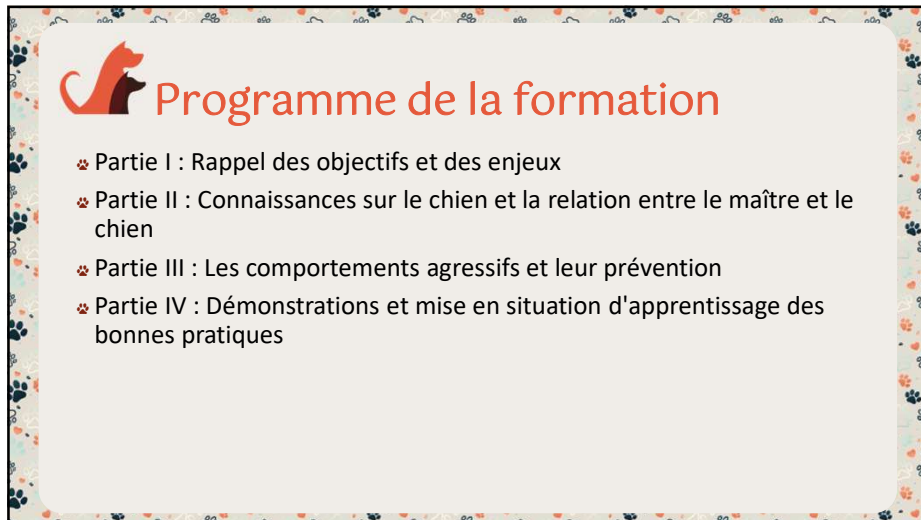 Programme de la formation
Partie I : Rappel des objectifs et des enjeux
Partie II : Connaissances sur le chien et la relation entre le maître et le
chien
Partie III : Les comportements agressifs et leur prévention
Partie IV : Démonstrations et mise en situation d'apprentissage des
bonnes pratiques